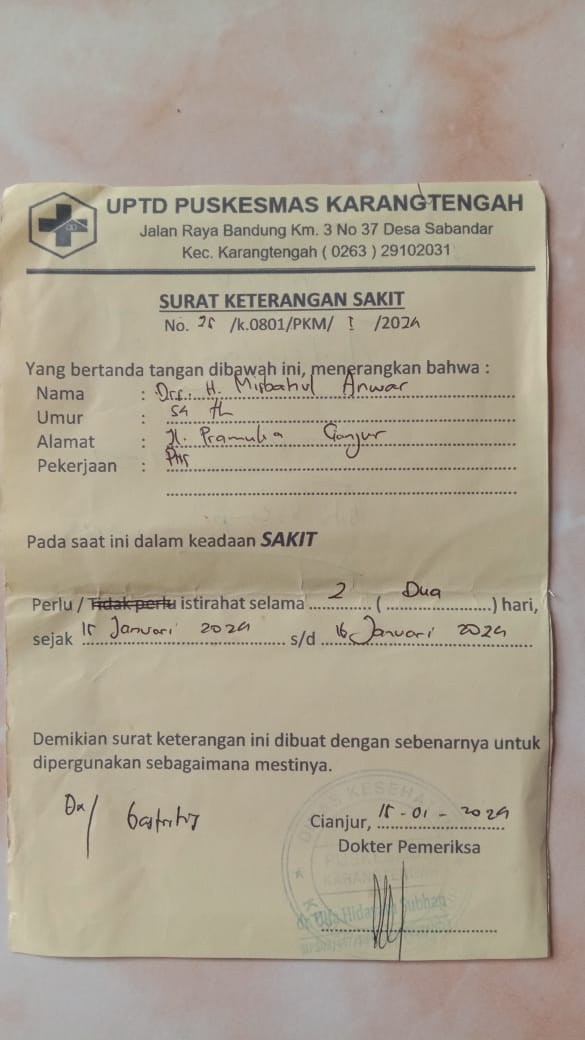 UPTD PUSKESMAS KARANGTENGAH
Jalan Raya Bandung Km. 3 No 37 Desa Sabandar
Kec. Karangtengah ( 0263 ) 29102031
SURAT KETERANGAN SAKIT
No. /k.0801/PKM/ I /2024
Yang bertanda tangan dibawah ini, menerangkan bahwa :
Nama : Drs. H. Misbahul Anwar
Umur : 54 th
Alamat : Jl. Pramuka Cianjur
Pekerjaan : PNS
Pada saat ini dalam keadaan SAKIT
Perlu / Tidak perlu istirahat selama 2 ( Dua ) hari,
sejak 15 Januari 2024 s/d 16 Januari 2024
Demikian surat keterangan ini dibuat dengan sebenarnya untuk
dipergunakan sebagaimana mestinya.
Dx/ Gastritis
Cianjur, 15-01-2024
Dokter Pemeriksa